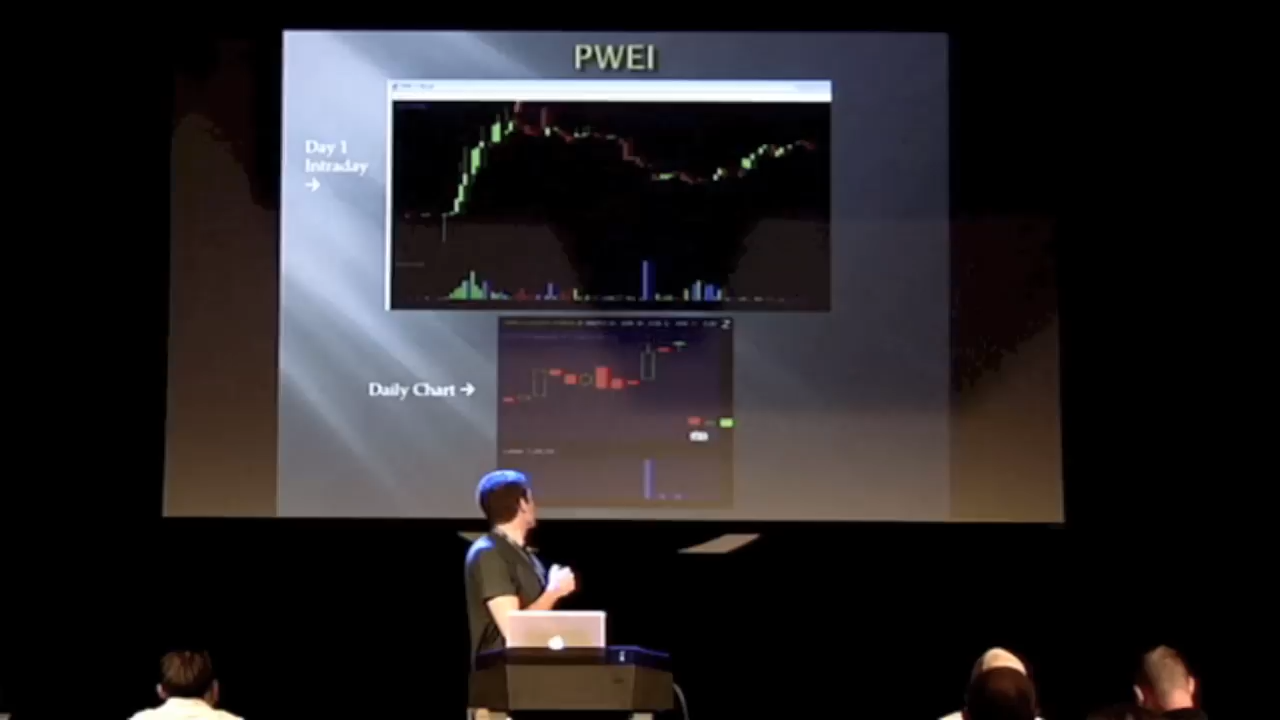 PWEI
Day 1
Intraday
→
Daily Chart →